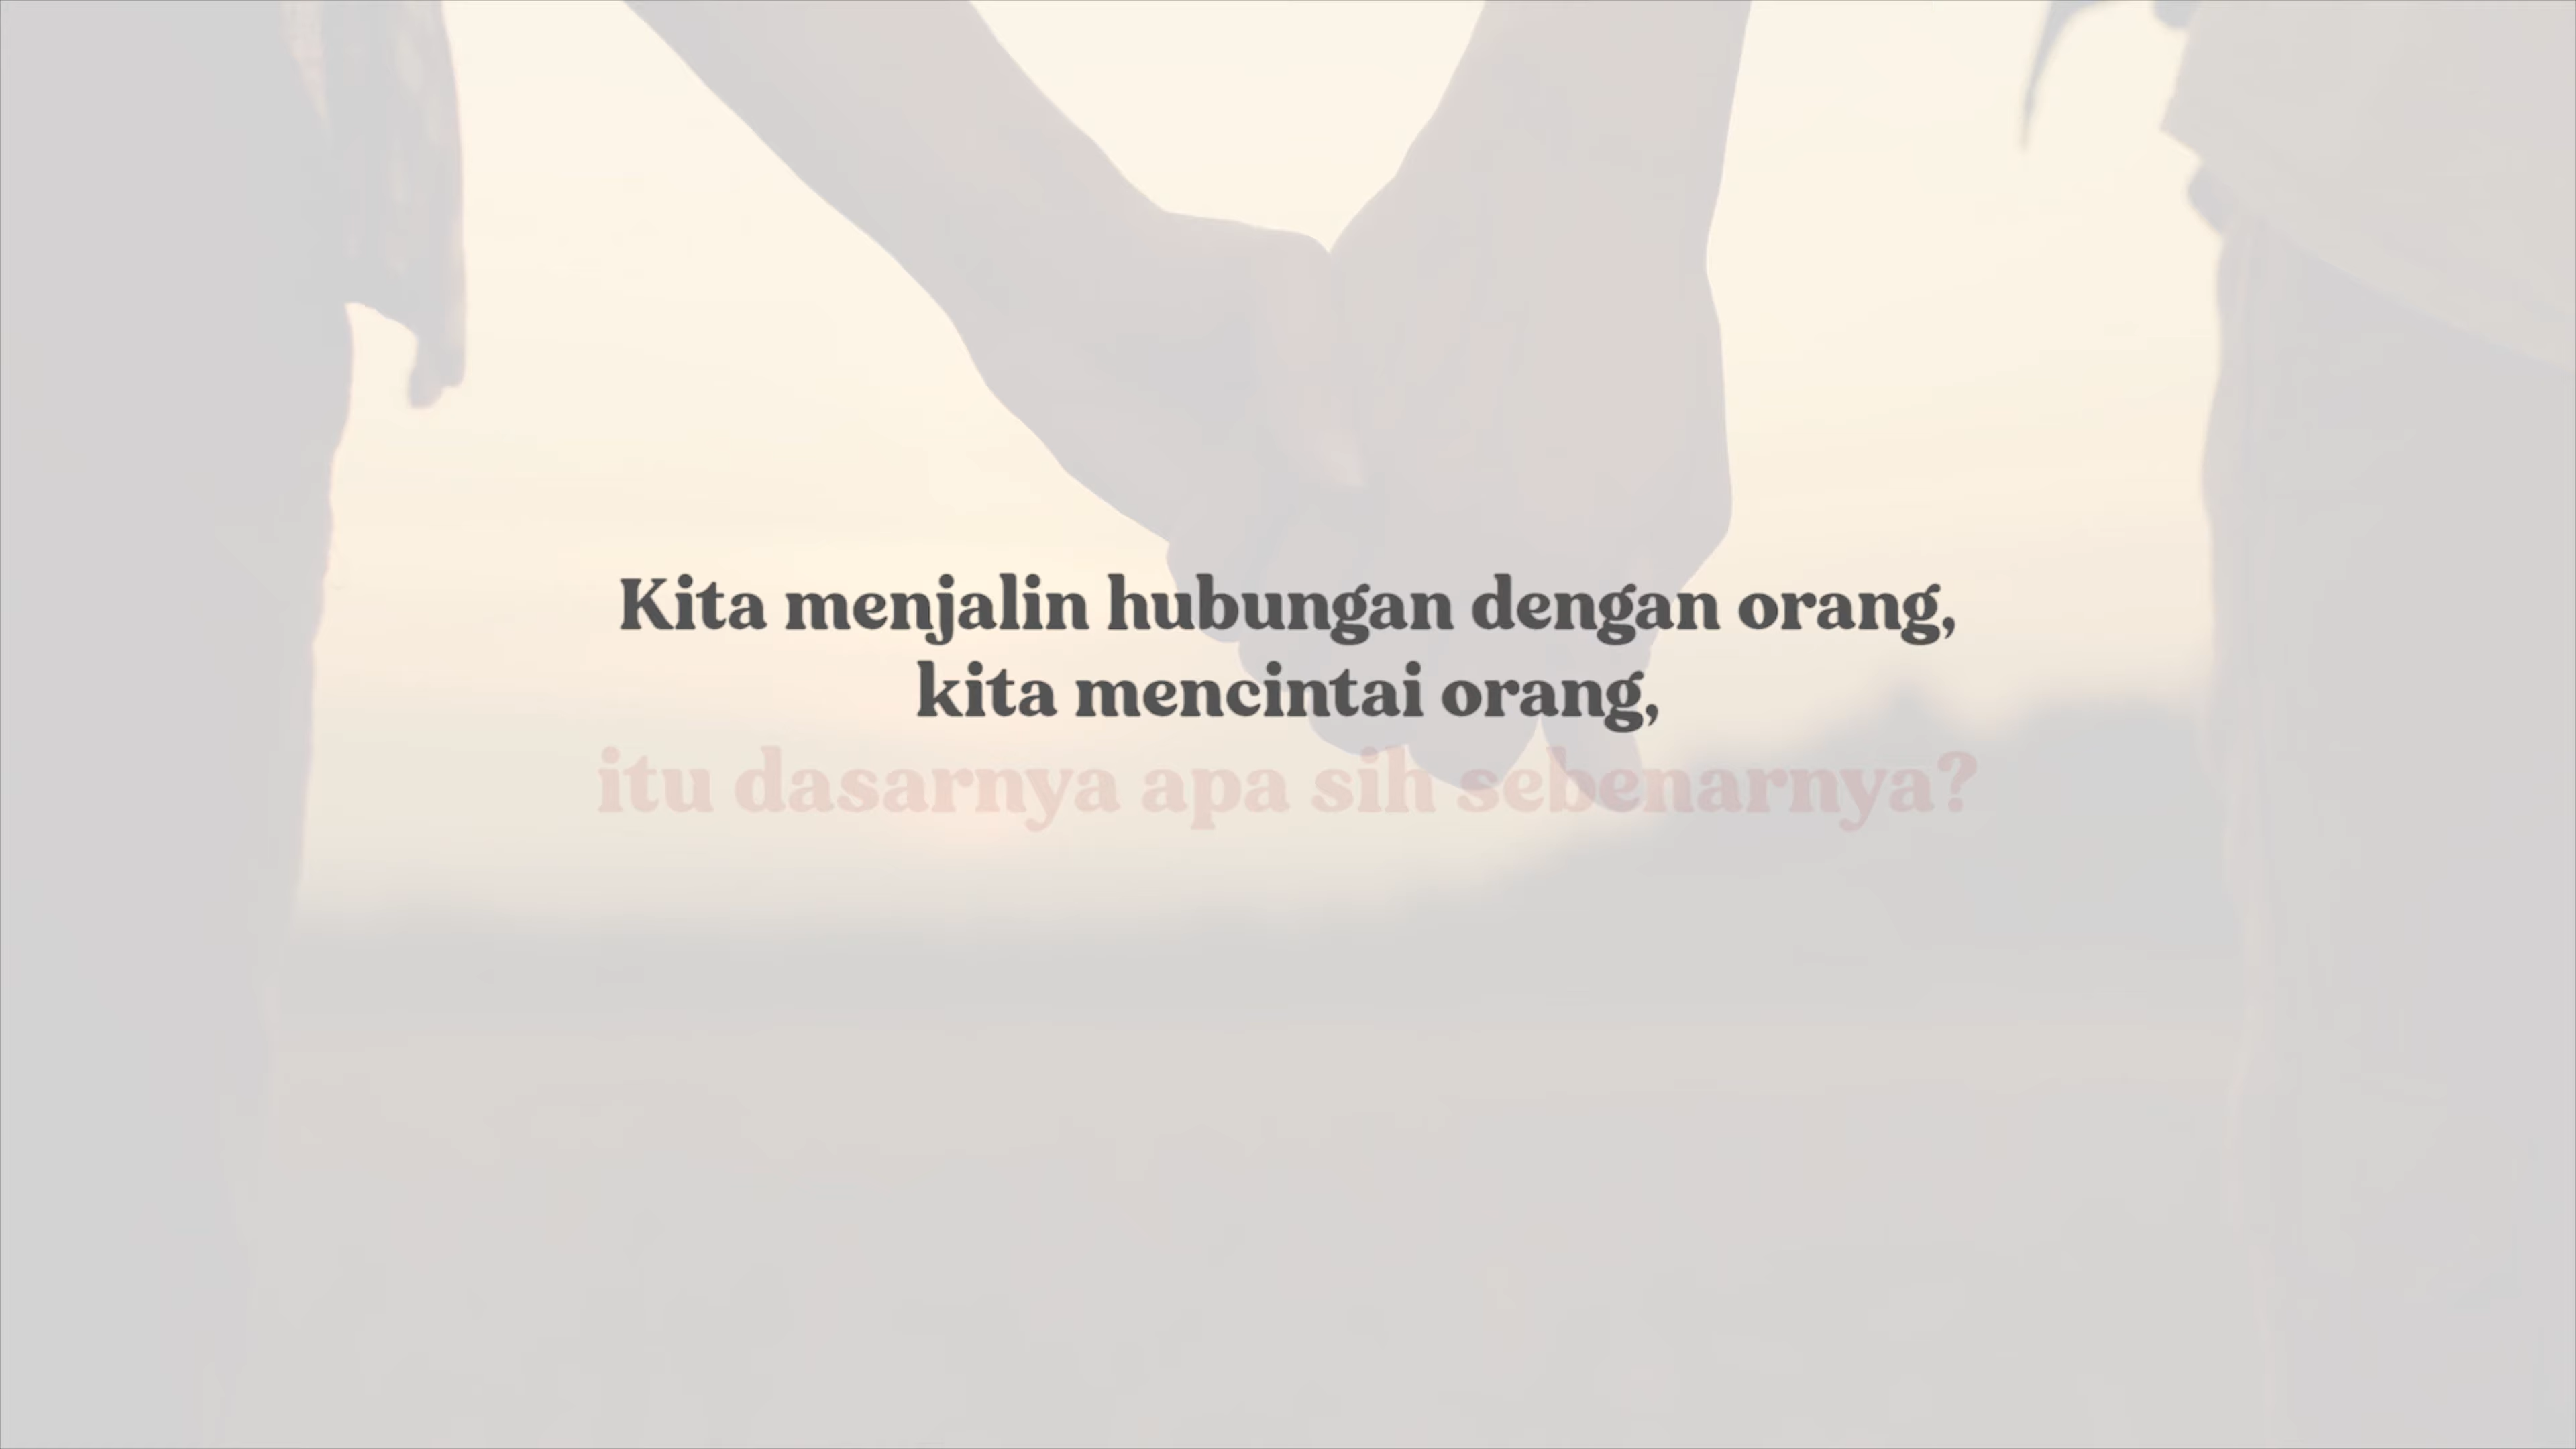 Kita menjalin hubungan dengan orang,
kita mencintai orang,
itu dasarnya apa sih sebenarnya?